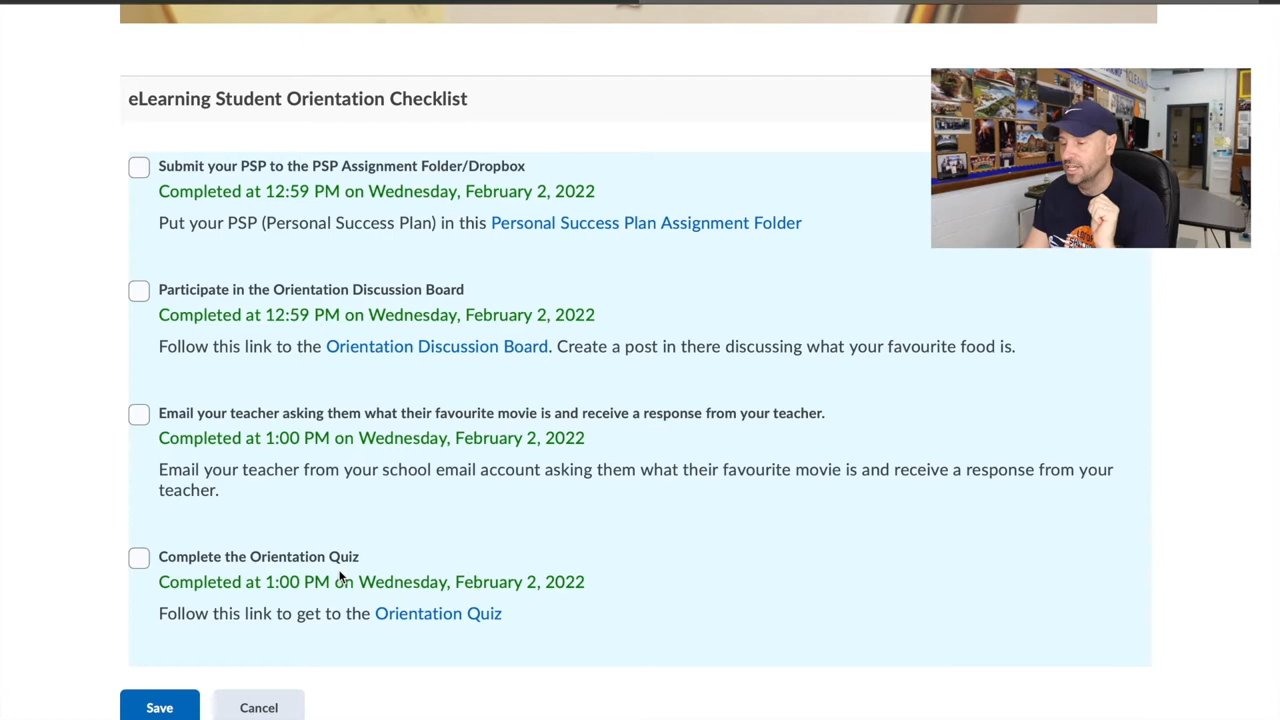 eLearning Student Orientation Checklist
Submit your PSP to the PSP Assignment Folder/Dropbox
Completed at 12:59 PM on Wednesday, February 2, 2022
Put your PSP (Personal Success Plan) in this Personal Success Plan Assignment Folder
Participate in the Orientation Discussion Board
Completed at 12:59 PM on Wednesday, February 2, 2022
Follow this link to the Orientation Discussion Board. Create a post in there discussing what your favourite food is.
Email your teacher asking them what their favourite movie is and receive a response from your teacher.
Completed at 1:00 PM on Wednesday, February 2, 2022
Email your teacher from your school email account asking them what their favourite movie is and receive a response from your
teacher.
Complete the Orientation Quiz
Completed at 1:00 PM on Wednesday, February 2, 2022
Follow this link to get to the Orientation Quiz
Save
Cancel